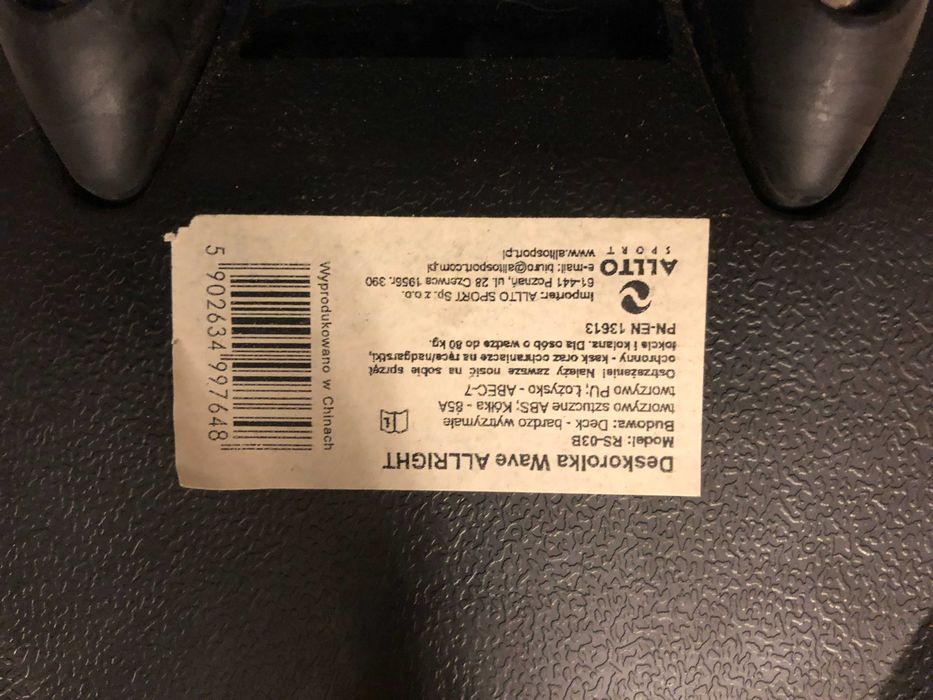 Deskorolka Wave ALLRIGHT
Model: RS-03B
Budowa: Deck - bardzo wytrzymałe
tworzywo sztuczne ABS; Kółka - 85A
tworzywo PU; Łożysko - ABEC-7
Ostrzeżenie! Należy zawsze nosić na sobie sprzęt
ochronny - kask oraz ochraniacze na ręce/nadgarstki,
łokcie i kolana. Dla osób o wadze do 80 kg.
PN-EN 13613
ALLTO
SPORT
Importer: ALLTO SPORT Sp. z o.o.
61-441 Poznań, ul. 28 Czerwca 1956r. 390
e-mail: biuro@alltosport.com.pl
www.alltosport.pl
Wyprodukowano w Chinach
5 902634 997648